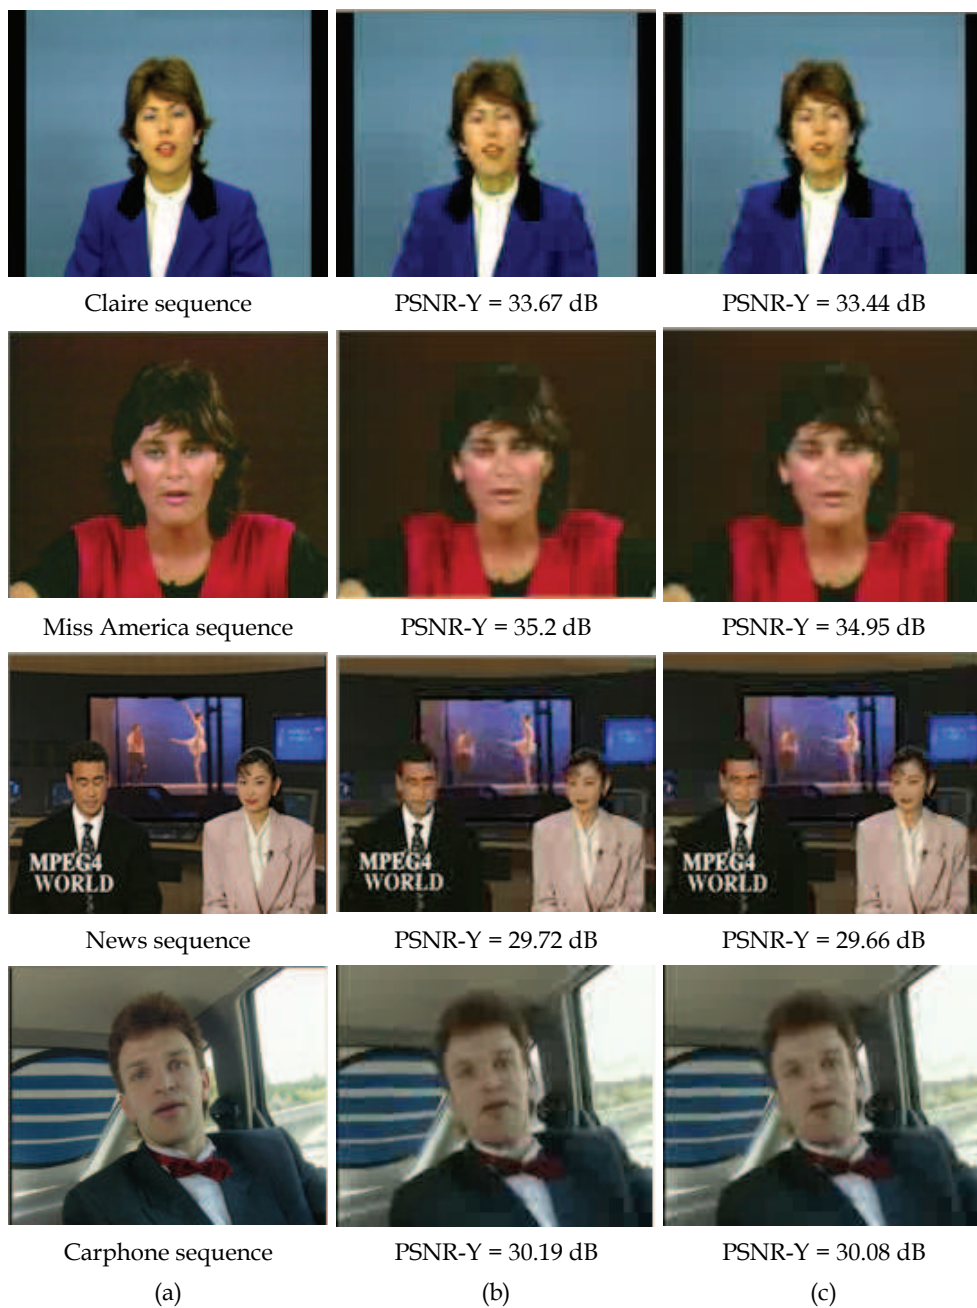 Claire sequence PSNR-Y = 33.67 dB PSNR-Y = 33.44 dB
Miss America sequence PSNR-Y = 35.2 dB PSNR-Y = 34.95 dB
MPEG4 MPEG4 MPEG4
WORLD WORLD WORLD
News sequence PSNR-Y = 29.72 dB PSNR-Y = 29.66 dB
Carphone sequence PSNR-Y = 30.19 dB PSNR-Y = 30.08 dB
(a) (b) (c)